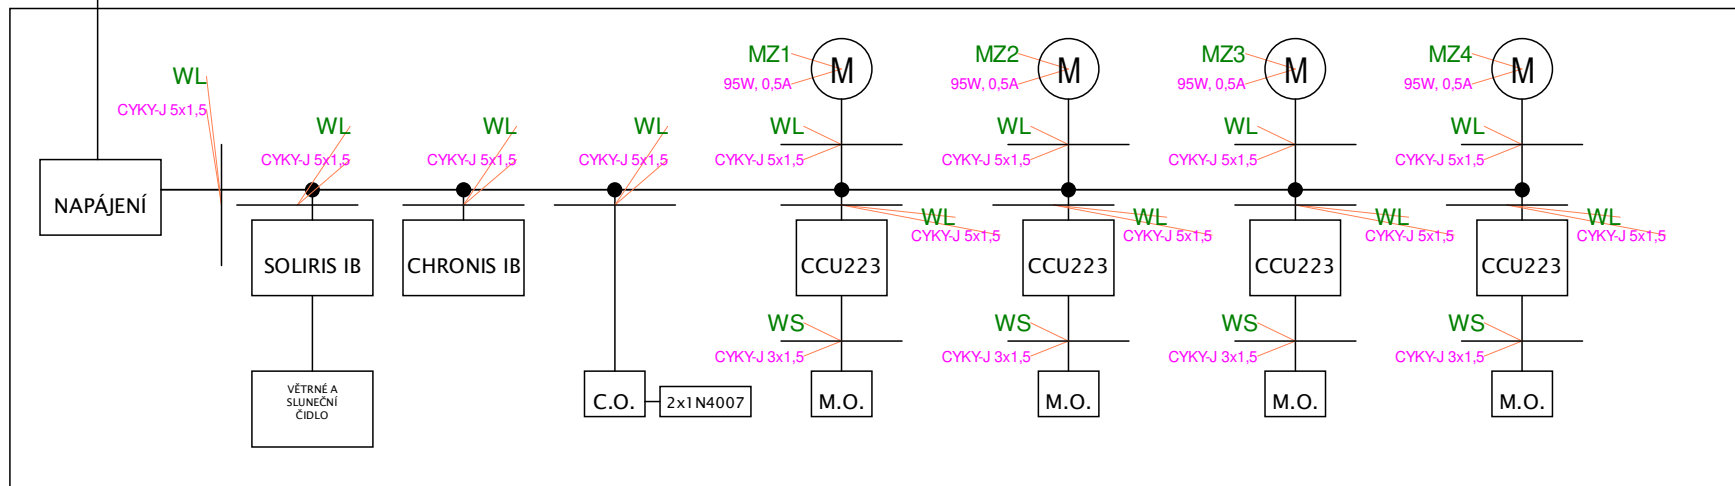 MZ1
95W, 0,5A
M
MZ2
95W, 0,5A
M
MZ3
95W, 0,5A
M
MZ4
95W, 0,5A
M
WL
CYKY-J 5x1,5
WL
CYKY-J 5x1,5
WL
CYKY-J 5x1,5
WL
CYKY-J 5x1,5
WL
CYKY-J 5x1,5
WL
CYKY-J 5x1,5
WL
CYKY-J 5x1,5
WL
CYKY-J 5x1,5
NAPÁJENÍ
WL
CYKY-J 5x1,5
WL
CYKY-J 5x1,5
WL
CYKY-J 5x1,5
WL
CYKY-J 5x1,5
SOLIRIS IB
CHRONIS IB
CCU223
CCU223
CCU223
CCU223
WS
CYKY-J 3x1,5
WS
CYKY-J 3x1,5
WS
CYKY-J 3x1,5
WS
CYKY-J 3x1,5
VĚTRNÉ A
SLUNEČNÍ
ČIDLO
C.O.
2x1N4007
M.O.
M.O.
M.O.
M.O.